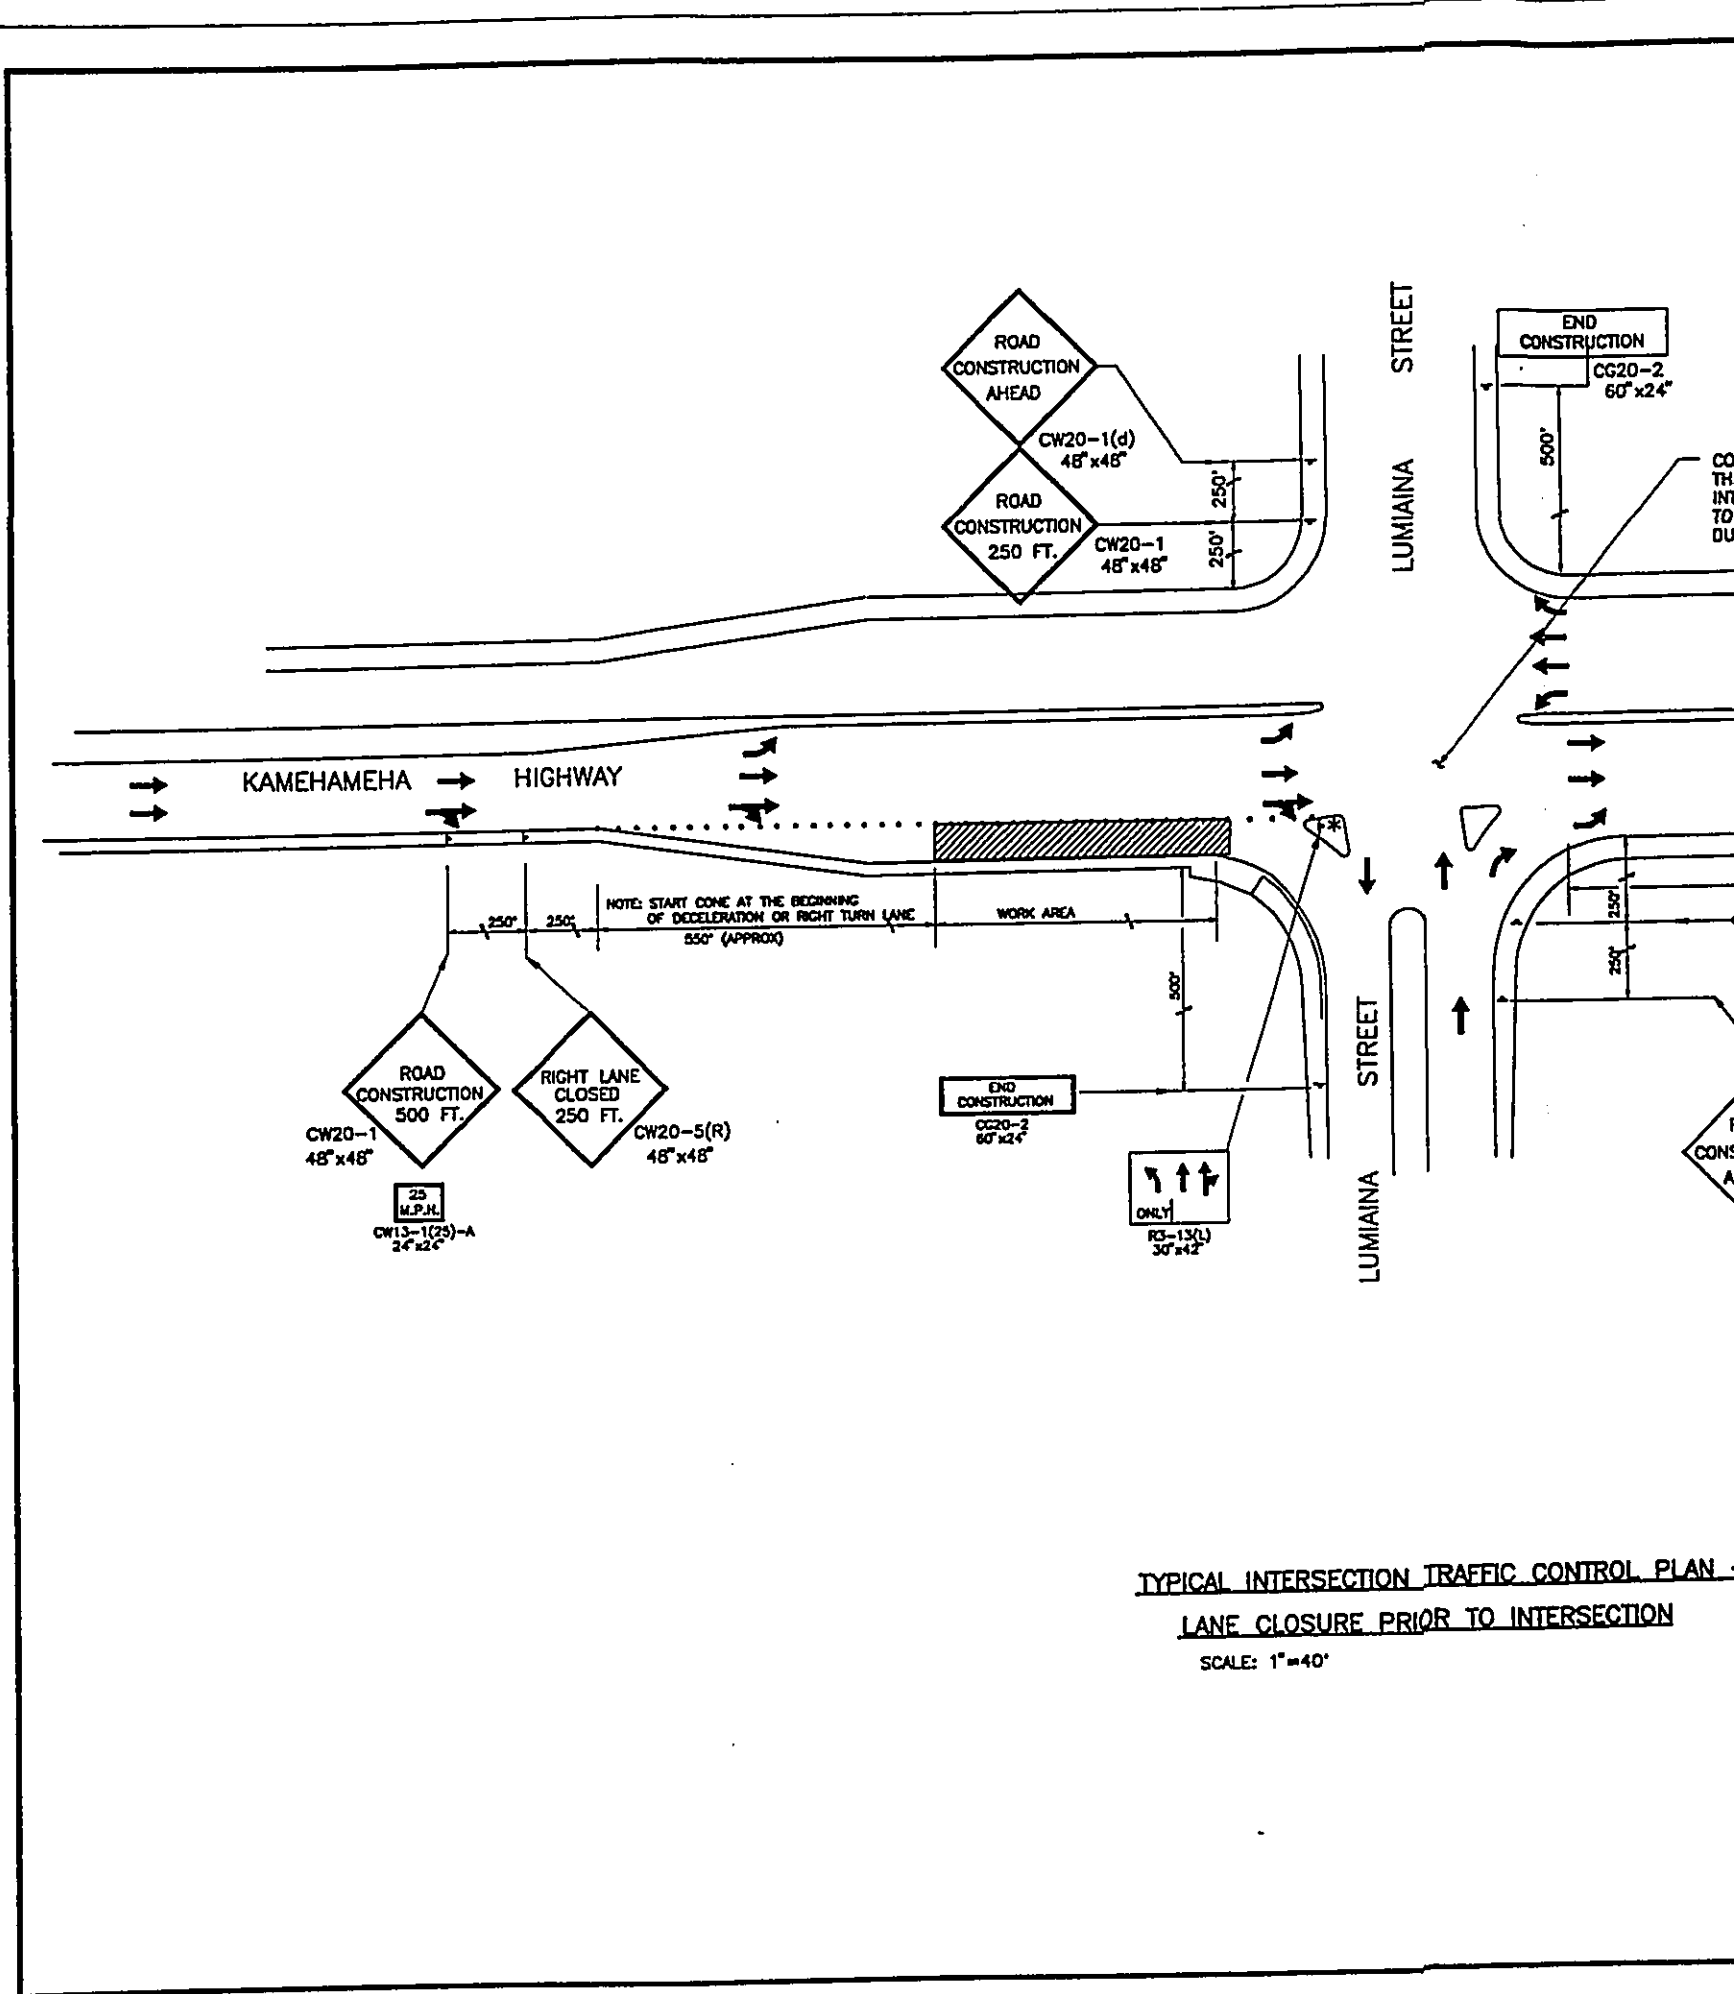 ROAD
CONSTRUCTION
AHEAD
CW20-1(d)
48"x48"
ROAD
CONSTRUCTION
250 FT.
CW20-1
48"x48"
250'
250'
LUMIAINA STREET
END
CONSTRUCTION
CG20-2
60"x24"
500'
TO
KAMEHAMEHA HIGHWAY
NOTE: START CONE AT THE BEGINNING
OF DECELERATION OR RIGHT TURN LANE
250'
250'
550' (APPROX)
WORK AREA
500'
250'
250'
ROAD
CONSTRUCTION
500 FT.
CW20-1
48"x48"
25
M.P.H.
CW13-1(25)-A
24"x24"
RIGHT LANE
CLOSED
250 FT.
CW20-5(R)
48"x48"
END
CONSTRUCTION
CG20-2
60"x24"
ONLY
R3-13(L)
30"x42"
*
LUMIAINA STREET
TYPICAL INTERSECTION TRAFFIC CONTROL PLAN -
LANE CLOSURE PRIOR TO INTERSECTION
SCALE: 1"=40'